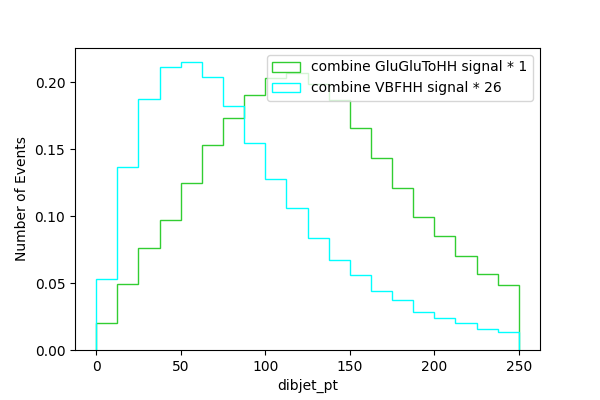 combine GluGluToHH signal * 1
combine VBFHH signal * 26
Number of Events
0.20
0.15
0.10
0.05
0.00
0 50 100 150 200 250
dibjet_pt